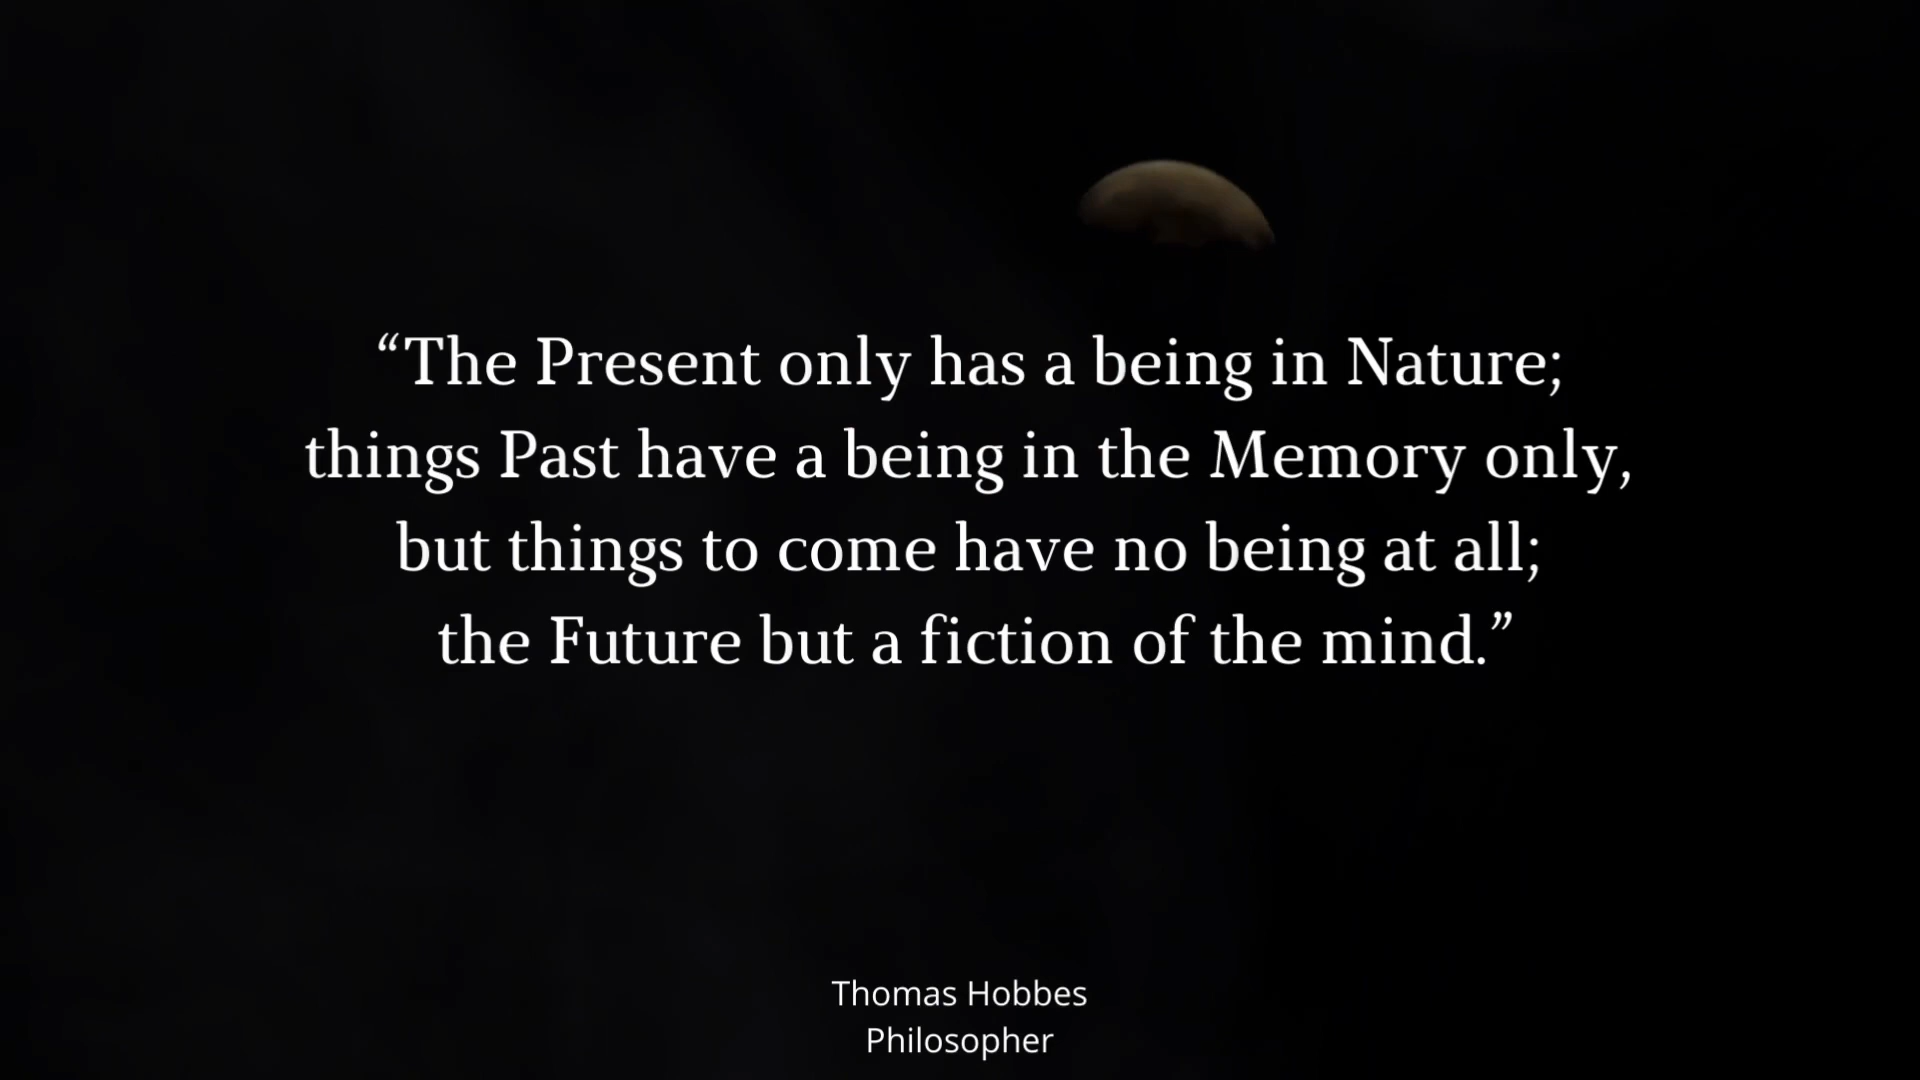 “The Present only has a being in Nature;
things Past have a being in the Memory only,
but things to come have no being at all;
the Future but a fiction of the mind.”
Thomas Hobbes
Philosopher